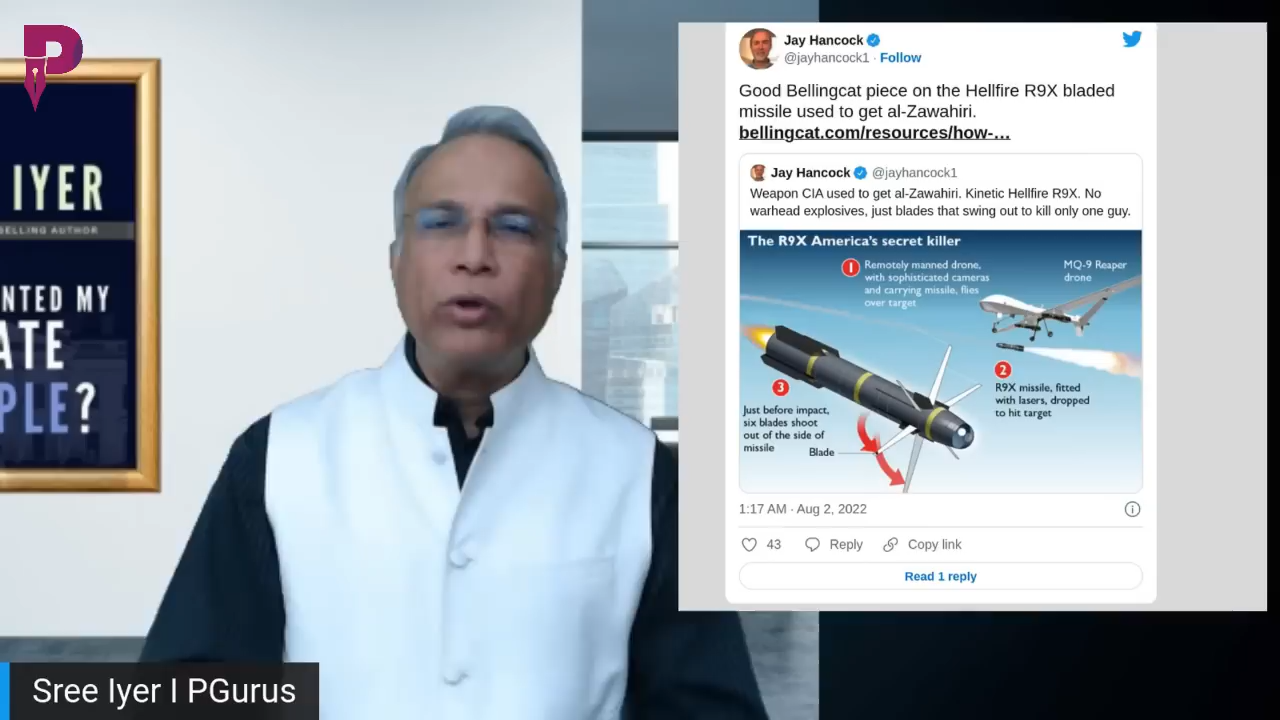 IYER
SELLING AUTHOR
NTED MY
ATE
PLE?
Jay Hancock
@jayhancock1 · Follow
Good Bellingcat piece on the Hellfire R9X bladed
missile used to get al-Zawahiri.
bellingcat.com/resources/how-…
Jay Hancock @jayhancock1
Weapon CIA used to get al-Zawahiri. Kinetic Hellfire R9X. No
warhead explosives, just blades that swing out to kill only one guy.
The R9X America's secret killer
1 Remotely manned drone,
with sophisticated cameras
and carrying missile, flies
over target
MQ-9 Reaper
drone
2
R9X missile, fitted
with lasers, dropped
to hit target
3
Just before impact,
six blades shoot
out of the side of
missile
Blade
1:17 AM · Aug 2, 2022
43 Reply Copy link
Read 1 reply
Sree Iyer I PGurus